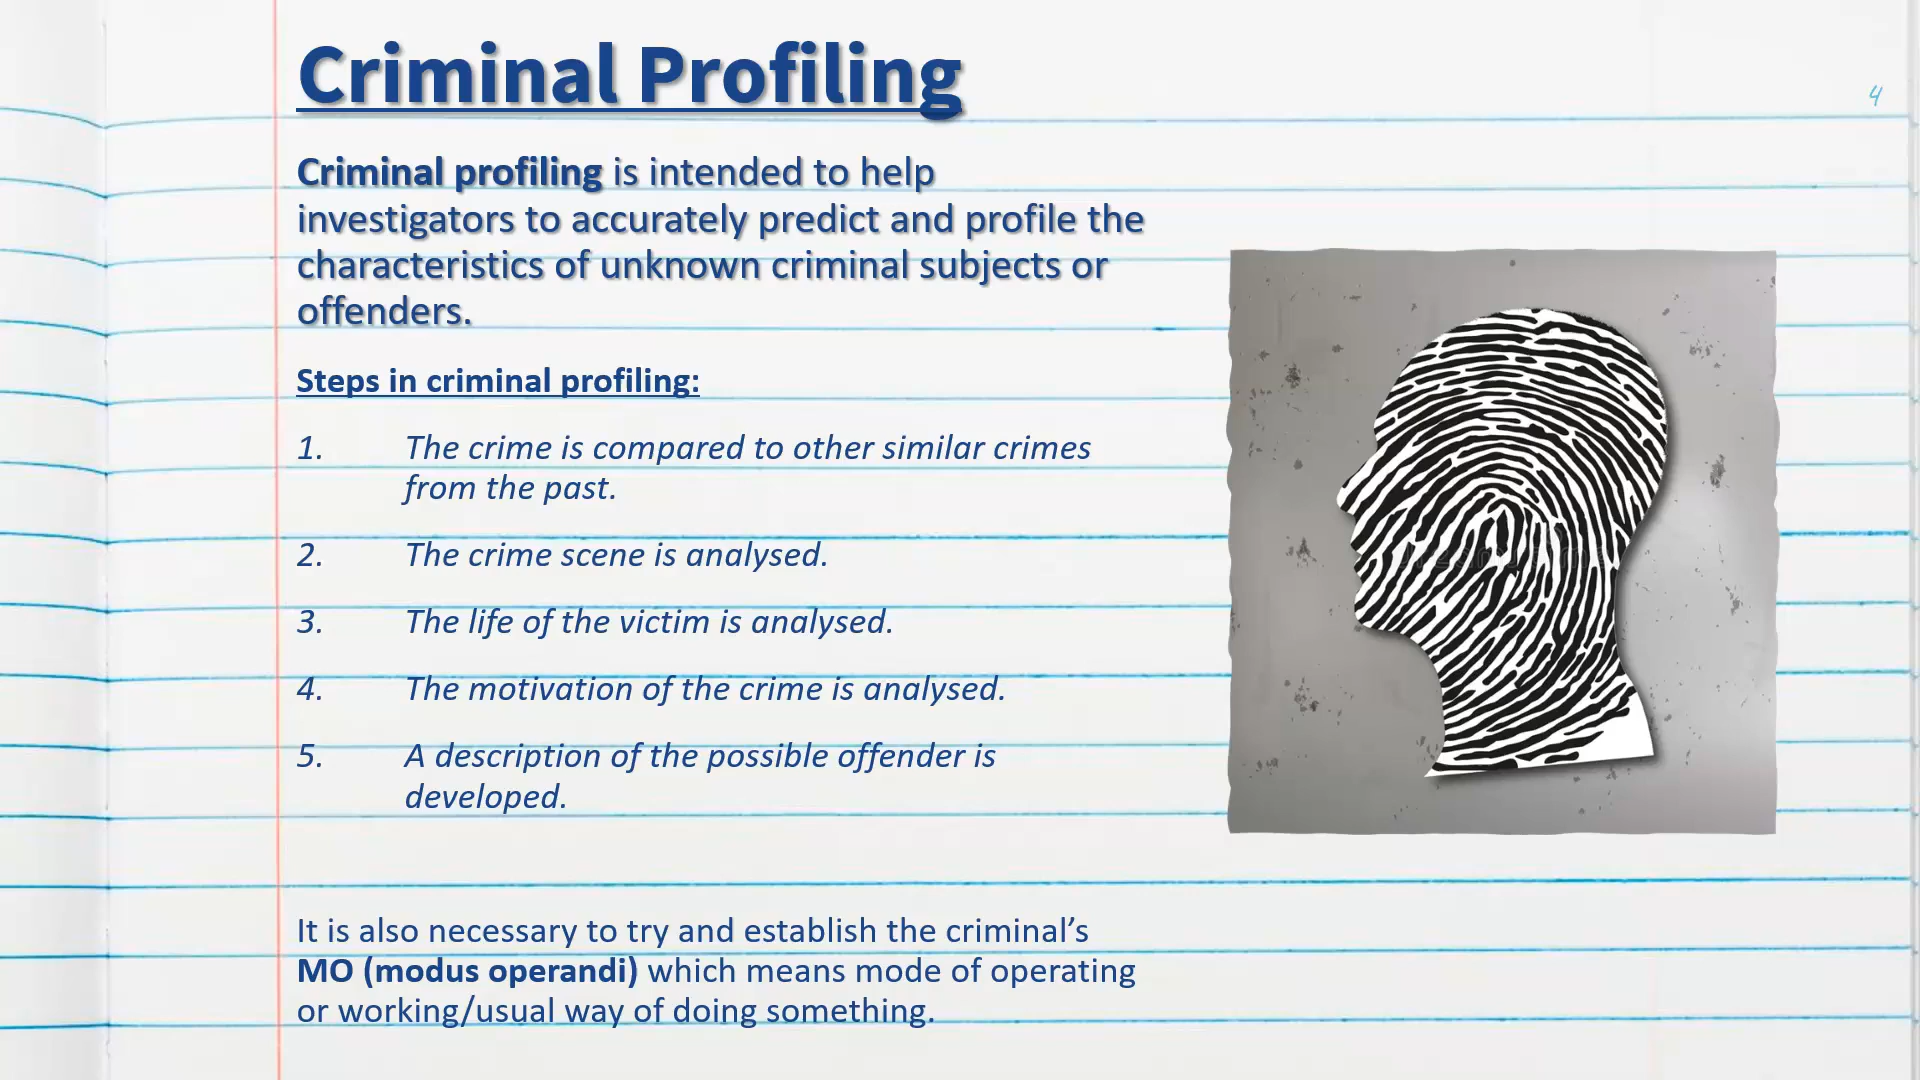 Criminal Profiling
4
Criminal profiling is intended to help
investigators to accurately predict and profile the
characteristics of unknown criminal subjects or
offenders.
Steps in criminal profiling:
1. The crime is compared to other similar crimes
from the past.
2. The crime scene is analysed.
3. The life of the victim is analysed.
4. The motivation of the crime is analysed.
5. A description of the possible offender is
developed.
It is also necessary to try and establish the criminal’s
MO (modus operandi) which means mode of operating
or working/usual way of doing something.